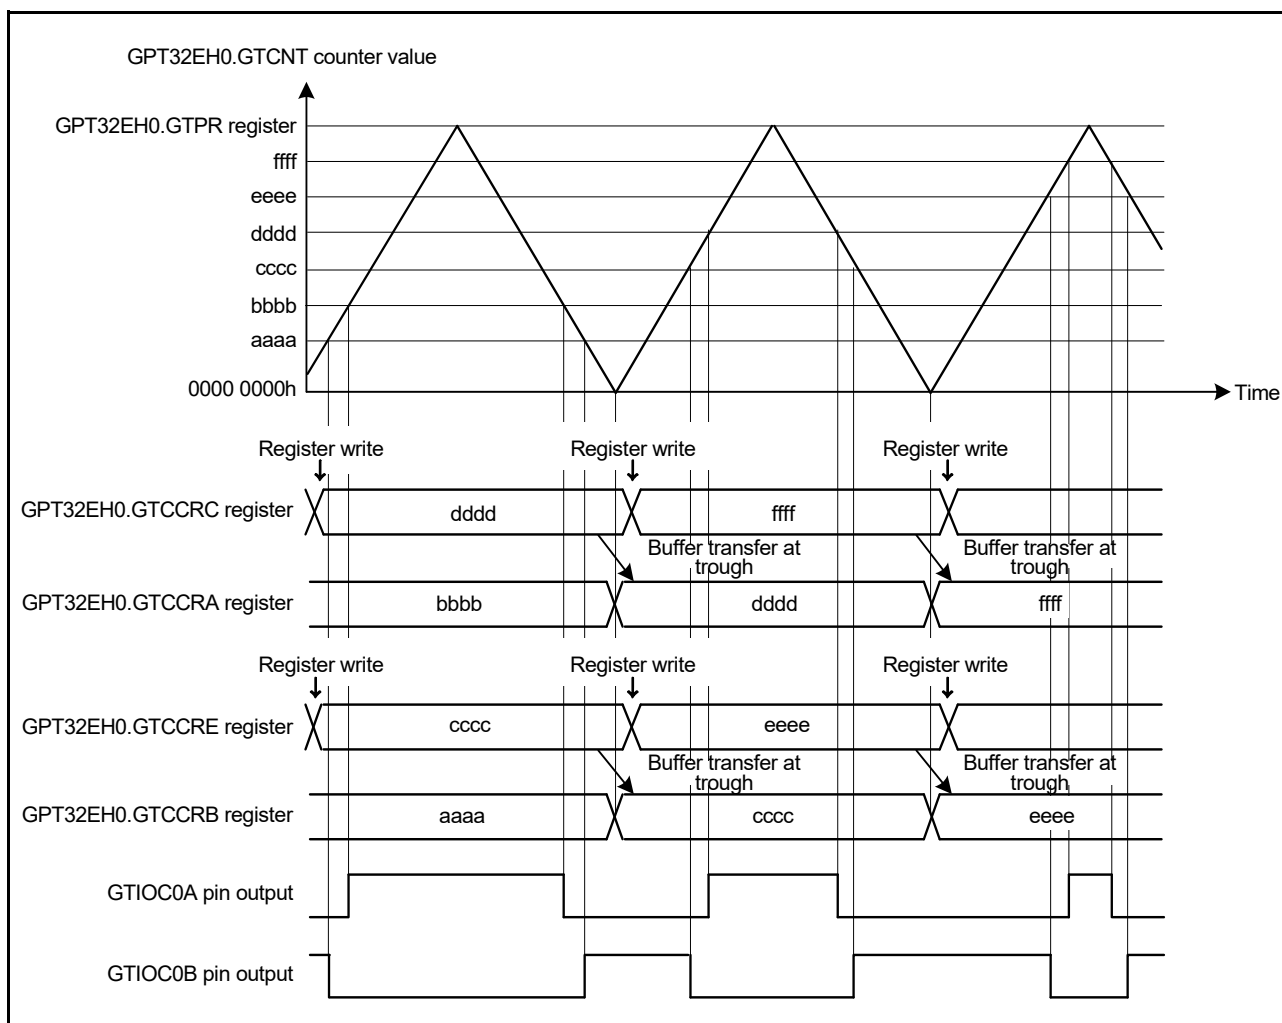 GPT32EH0.GTCNT counter value
GPT32EH0.GTPR register
ffff
eeee
dddd
cccc
bbbb
aaaa
0000 0000h
Time
Register write
Register write
Register write
GPT32EH0.GTCCRC register
dddd
ffff
Buffer transfer at
trough
Buffer transfer at
trough
GPT32EH0.GTCCRA register
bbbb
dddd
ffff
Register write
Register write
Register write
GPT32EH0.GTCCRE register
cccc
eeee
Buffer transfer at
trough
Buffer transfer at
trough
GPT32EH0.GTCCRB register
aaaa
cccc
eeee
GTIOC0A pin output
GTIOC0B pin output